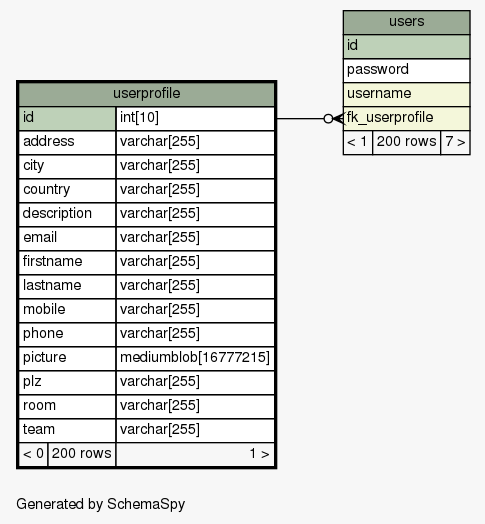 users
id
password
username
fk_userprofile
< 1 200 rows 7 >
userprofile
id int[10]
address varchar[255]
city varchar[255]
country varchar[255]
description varchar[255]
email varchar[255]
firstname varchar[255]
lastname varchar[255]
mobile varchar[255]
phone varchar[255]
picture mediumblob[16777215]
plz varchar[255]
room varchar[255]
team varchar[255]
< 0 200 rows 1 >
Generated by SchemaSpy